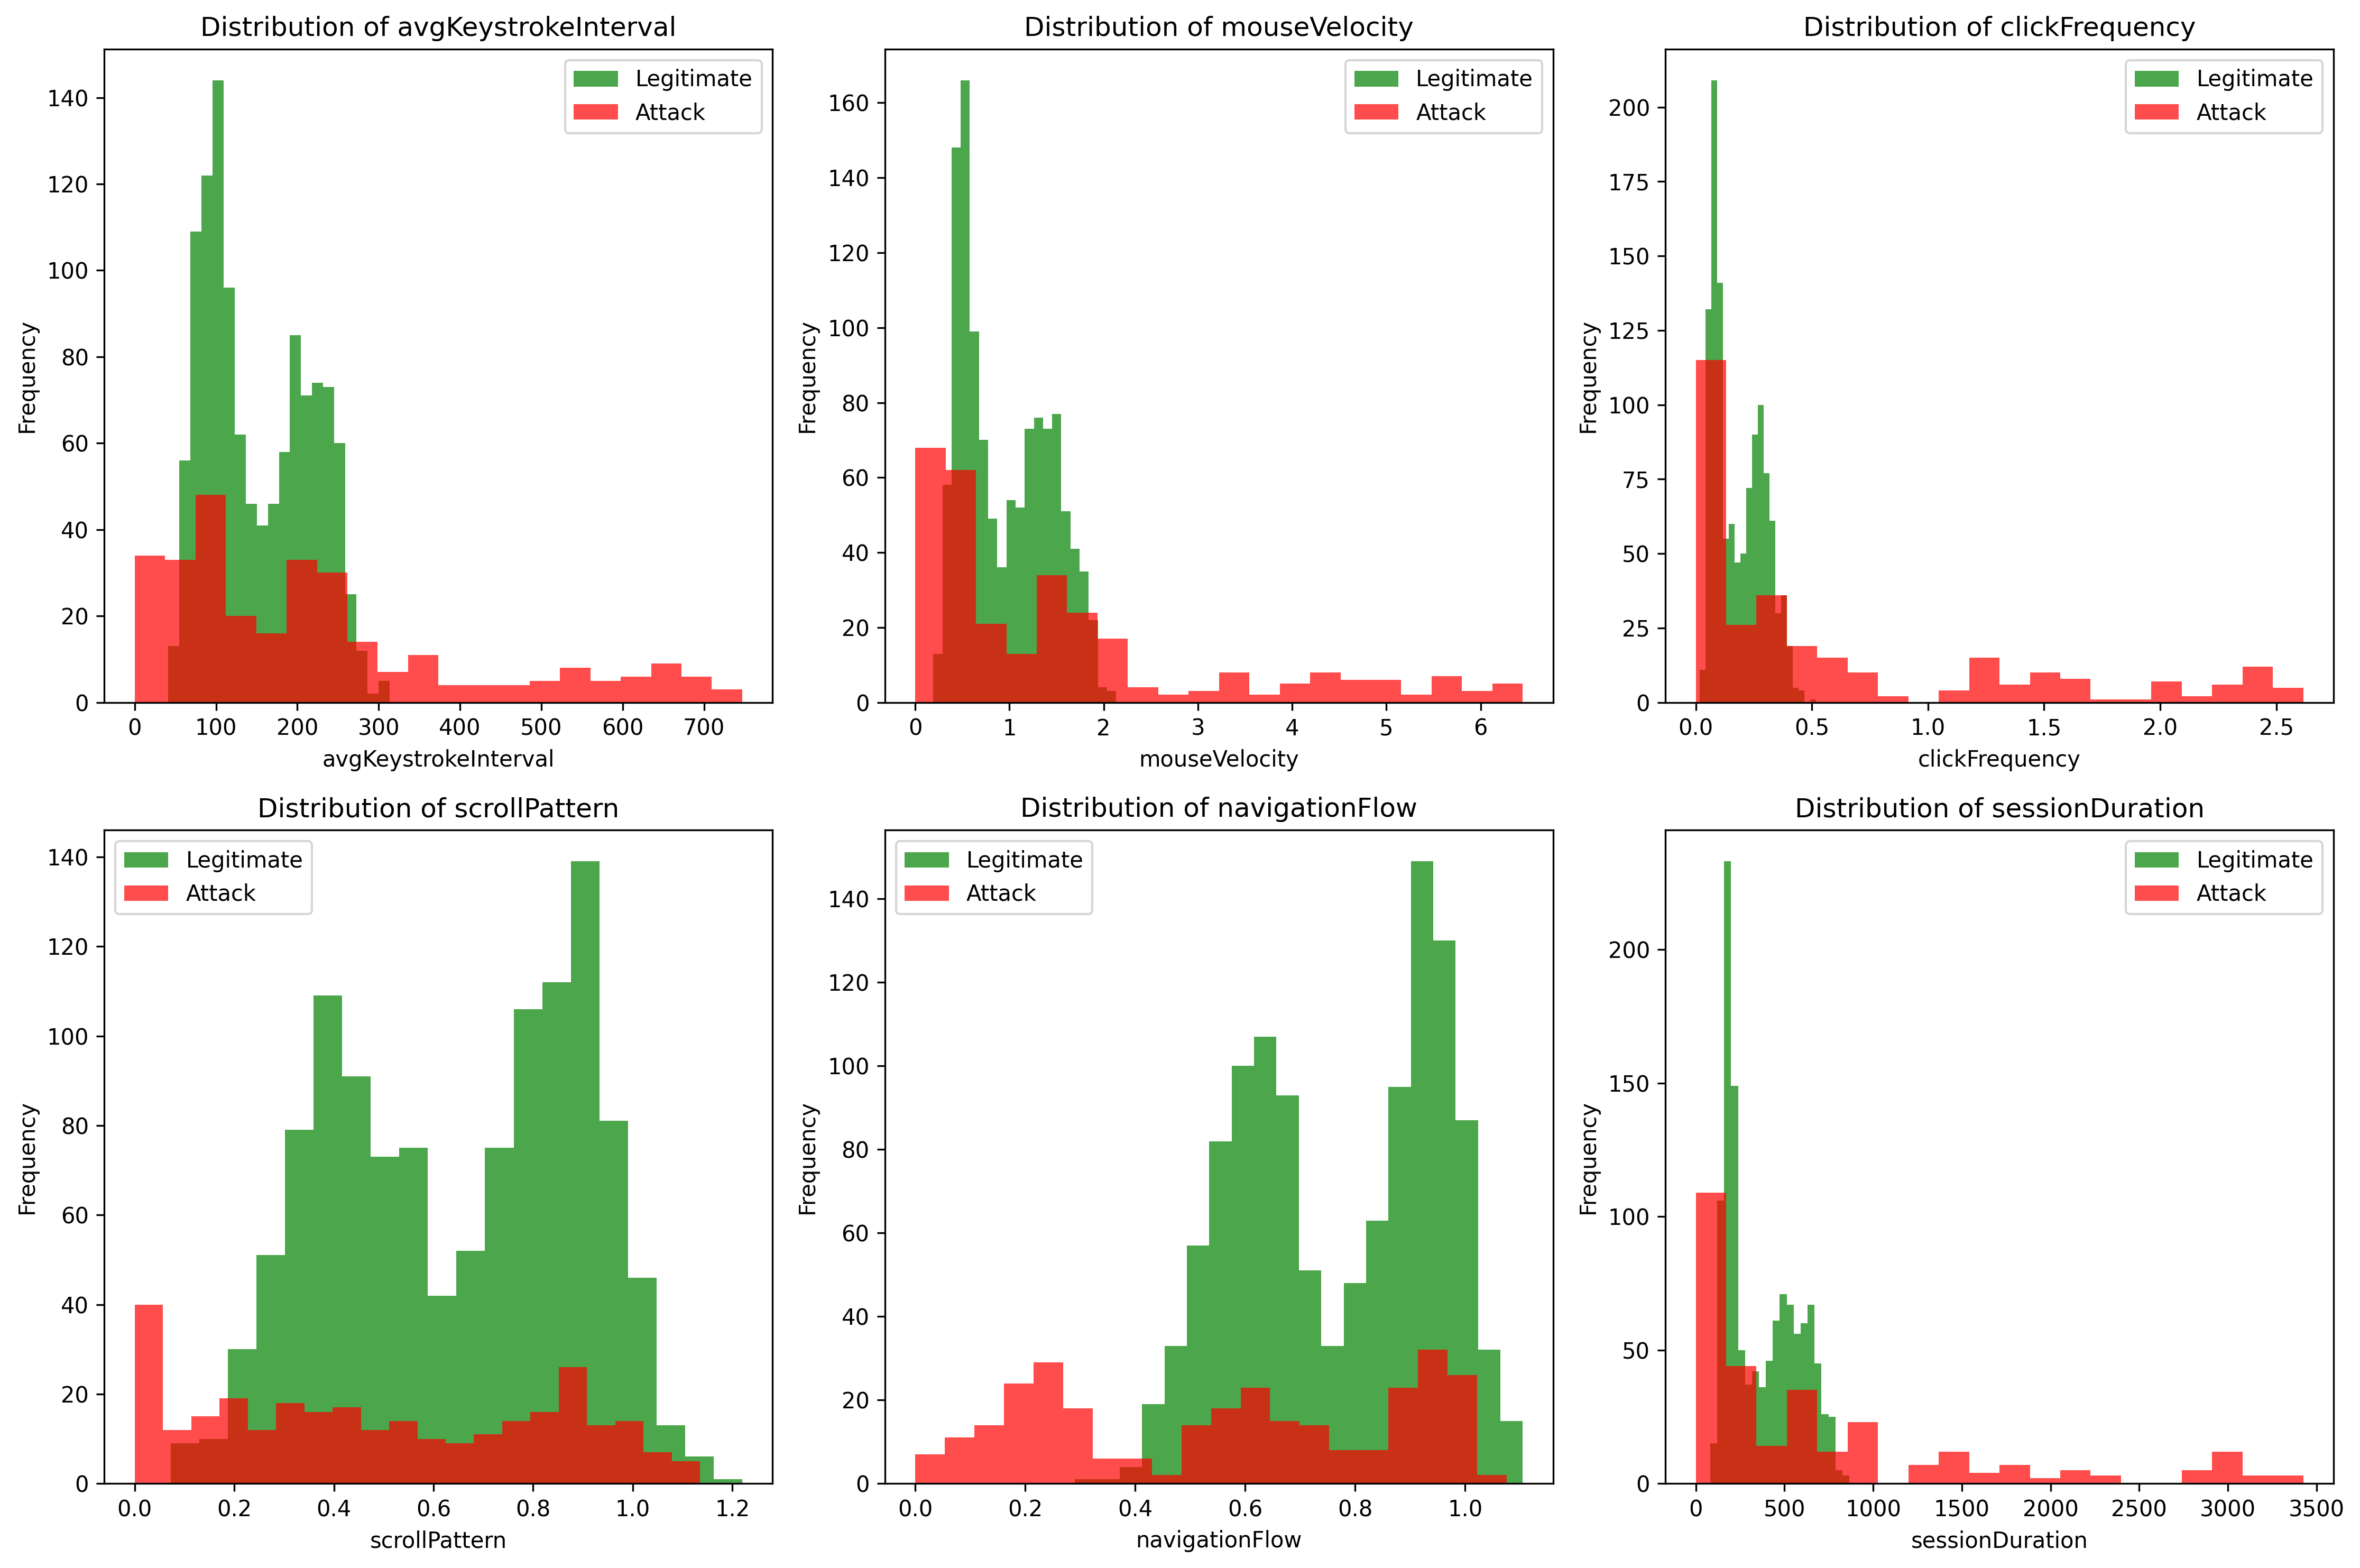 Distribution of avgKeystrokeInterval
Legitimate
Attack
Frequency
140
120
100
80
60
40
20
0
0 100 200 300 400 500 600 700
avgKeystrokeInterval
Distribution of mouseVelocity
Legitimate
Attack
Frequency
160
140
120
100
80
60
40
20
0
0 1 2 3 4 5 6
mouseVelocity
Distribution of clickFrequency
Legitimate
Attack
Frequency
200
175
150
125
100
75
50
25
0
0.0 0.5 1.0 1.5 2.0 2.5
clickFrequency
Distribution of scrollPattern
Legitimate
Attack
Frequency
140
120
100
80
60
40
20
0
0.0 0.2 0.4 0.6 0.8 1.0 1.2
scrollPattern
Distribution of navigationFlow
Legitimate
Attack
Frequency
140
120
100
80
60
40
20
0
0.0 0.2 0.4 0.6 0.8 1.0
navigationFlow
Distribution of sessionDuration
Legitimate
Attack
Frequency
200
150
100
50
0
0 500 1000 1500 2000 2500 3000 3500
sessionDuration